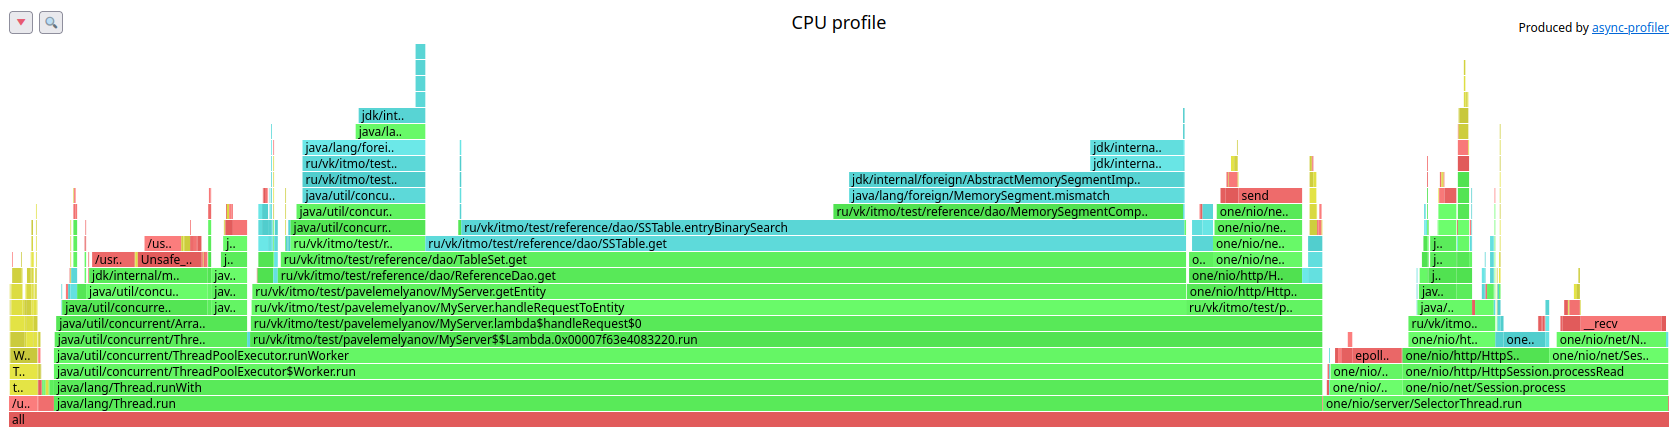 CPU profile
Produced by async-profiler
jdk/int..
java/la..
java/lang/forei.. jdk/interna..
ru/vk/itmo/test.. jdk/interna..
ru/vk/itmo/test.. jdk/internal/foreign/AbstractMemorySegmentImp..
java/util/concu.. java/lang/foreign/MemorySegment.mismatch send
java/util/concur.. ru/vk/itmo/test/reference/dao/MemorySegmentComp.. one/nio/ne..
java/util/concurr.. ru/vk/itmo/test/reference/dao/SSTable.entryBinarySearch one/nio/ne..
/us.. j.. ru/vk/itmo/test/r.. ru/vk/itmo/test/reference/dao/SSTable.get one/nio/ne.. j..
/usr.. Unsafe_.. j.. ru/vk/itmo/test/reference/dao/TableSet.get o.. one/nio/ne.. j..
jdk/internal/m.. jav.. ru/vk/itmo/test/reference/dao/ReferenceDao.get one/nio/http/H.. j..
java/util/concu.. jav.. ru/vk/itmo/test/pavelemelyanov/MyServer.getEntity one/nio/http/Http.. jav..
java/util/concurre.. jav.. ru/vk/itmo/test/pavelemelyanov/MyServer.handleRequestToEntity ru/vk/itmo/test/p.. java/..
java/util/concurrent/Arra.. ru/vk/itmo/test/pavelemelyanov/MyServer.lambda$handleRequest$0 ru/vk/itmo.. __recv
java/util/concurrent/Thre.. ru/vk/itmo/test/pavelemelyanov/MyServer$$Lambda.0x00007f63e4083220.run one/nio/ht.. one.. one/nio/net/N..
W.. java/util/concurrent/ThreadPoolExecutor.runWorker epoll.. one/nio/http/HttpS.. one/nio/net/Ses..
T.. java/util/concurrent/ThreadPoolExecutor$Worker.run one/nio/.. one/nio/http/HttpSession.processRead
t.. java/lang/Thread.runWith one/nio/.. one/nio/net/Session.process
/u.. java/lang/Thread.run one/nio/server/SelectorThread.run
all